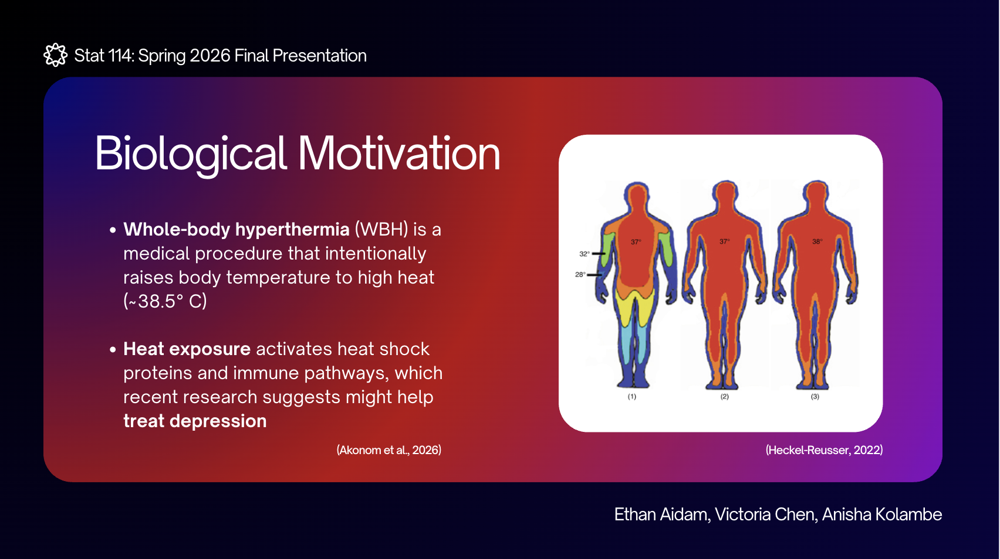 Stat 114: Spring 2026 Final Presentation
Biological Motivation
• Whole-body hyperthermia (WBH) is a
medical procedure that intentionally
raises body temperature to high heat
(~38.5° C)
• Heat exposure activates heat shock
proteins and immune pathways, which
recent research suggests might help
treat depression
(Akonom et al., 2026)
37°
37°
38°
32°
28°
(1)
(2)
(3)
(Heckel-Reusser, 2022)
Ethan Aidam, Victoria Chen, Anisha Kolambe